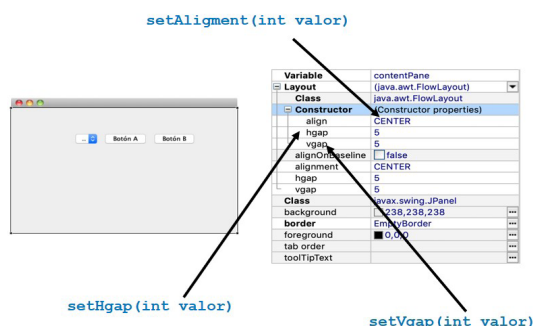 setAligment(int valor)
Variable contentPane
Layout (java.awt.FlowLayout)
Class java.awt.FlowLayout
Constructor (Constructor properties)
align CENTER
hgap 5
vgap 5
alignOnBaseline false
alignment CENTER
hgap 5
vgap 5
Class javax.swing.JPanel
background 238,238,238
border EmptyBorder
foreground 0,0,0
tab order
toolTipText
... Botón A Botón B
setHgap(int valor)
setVgap(int valor)